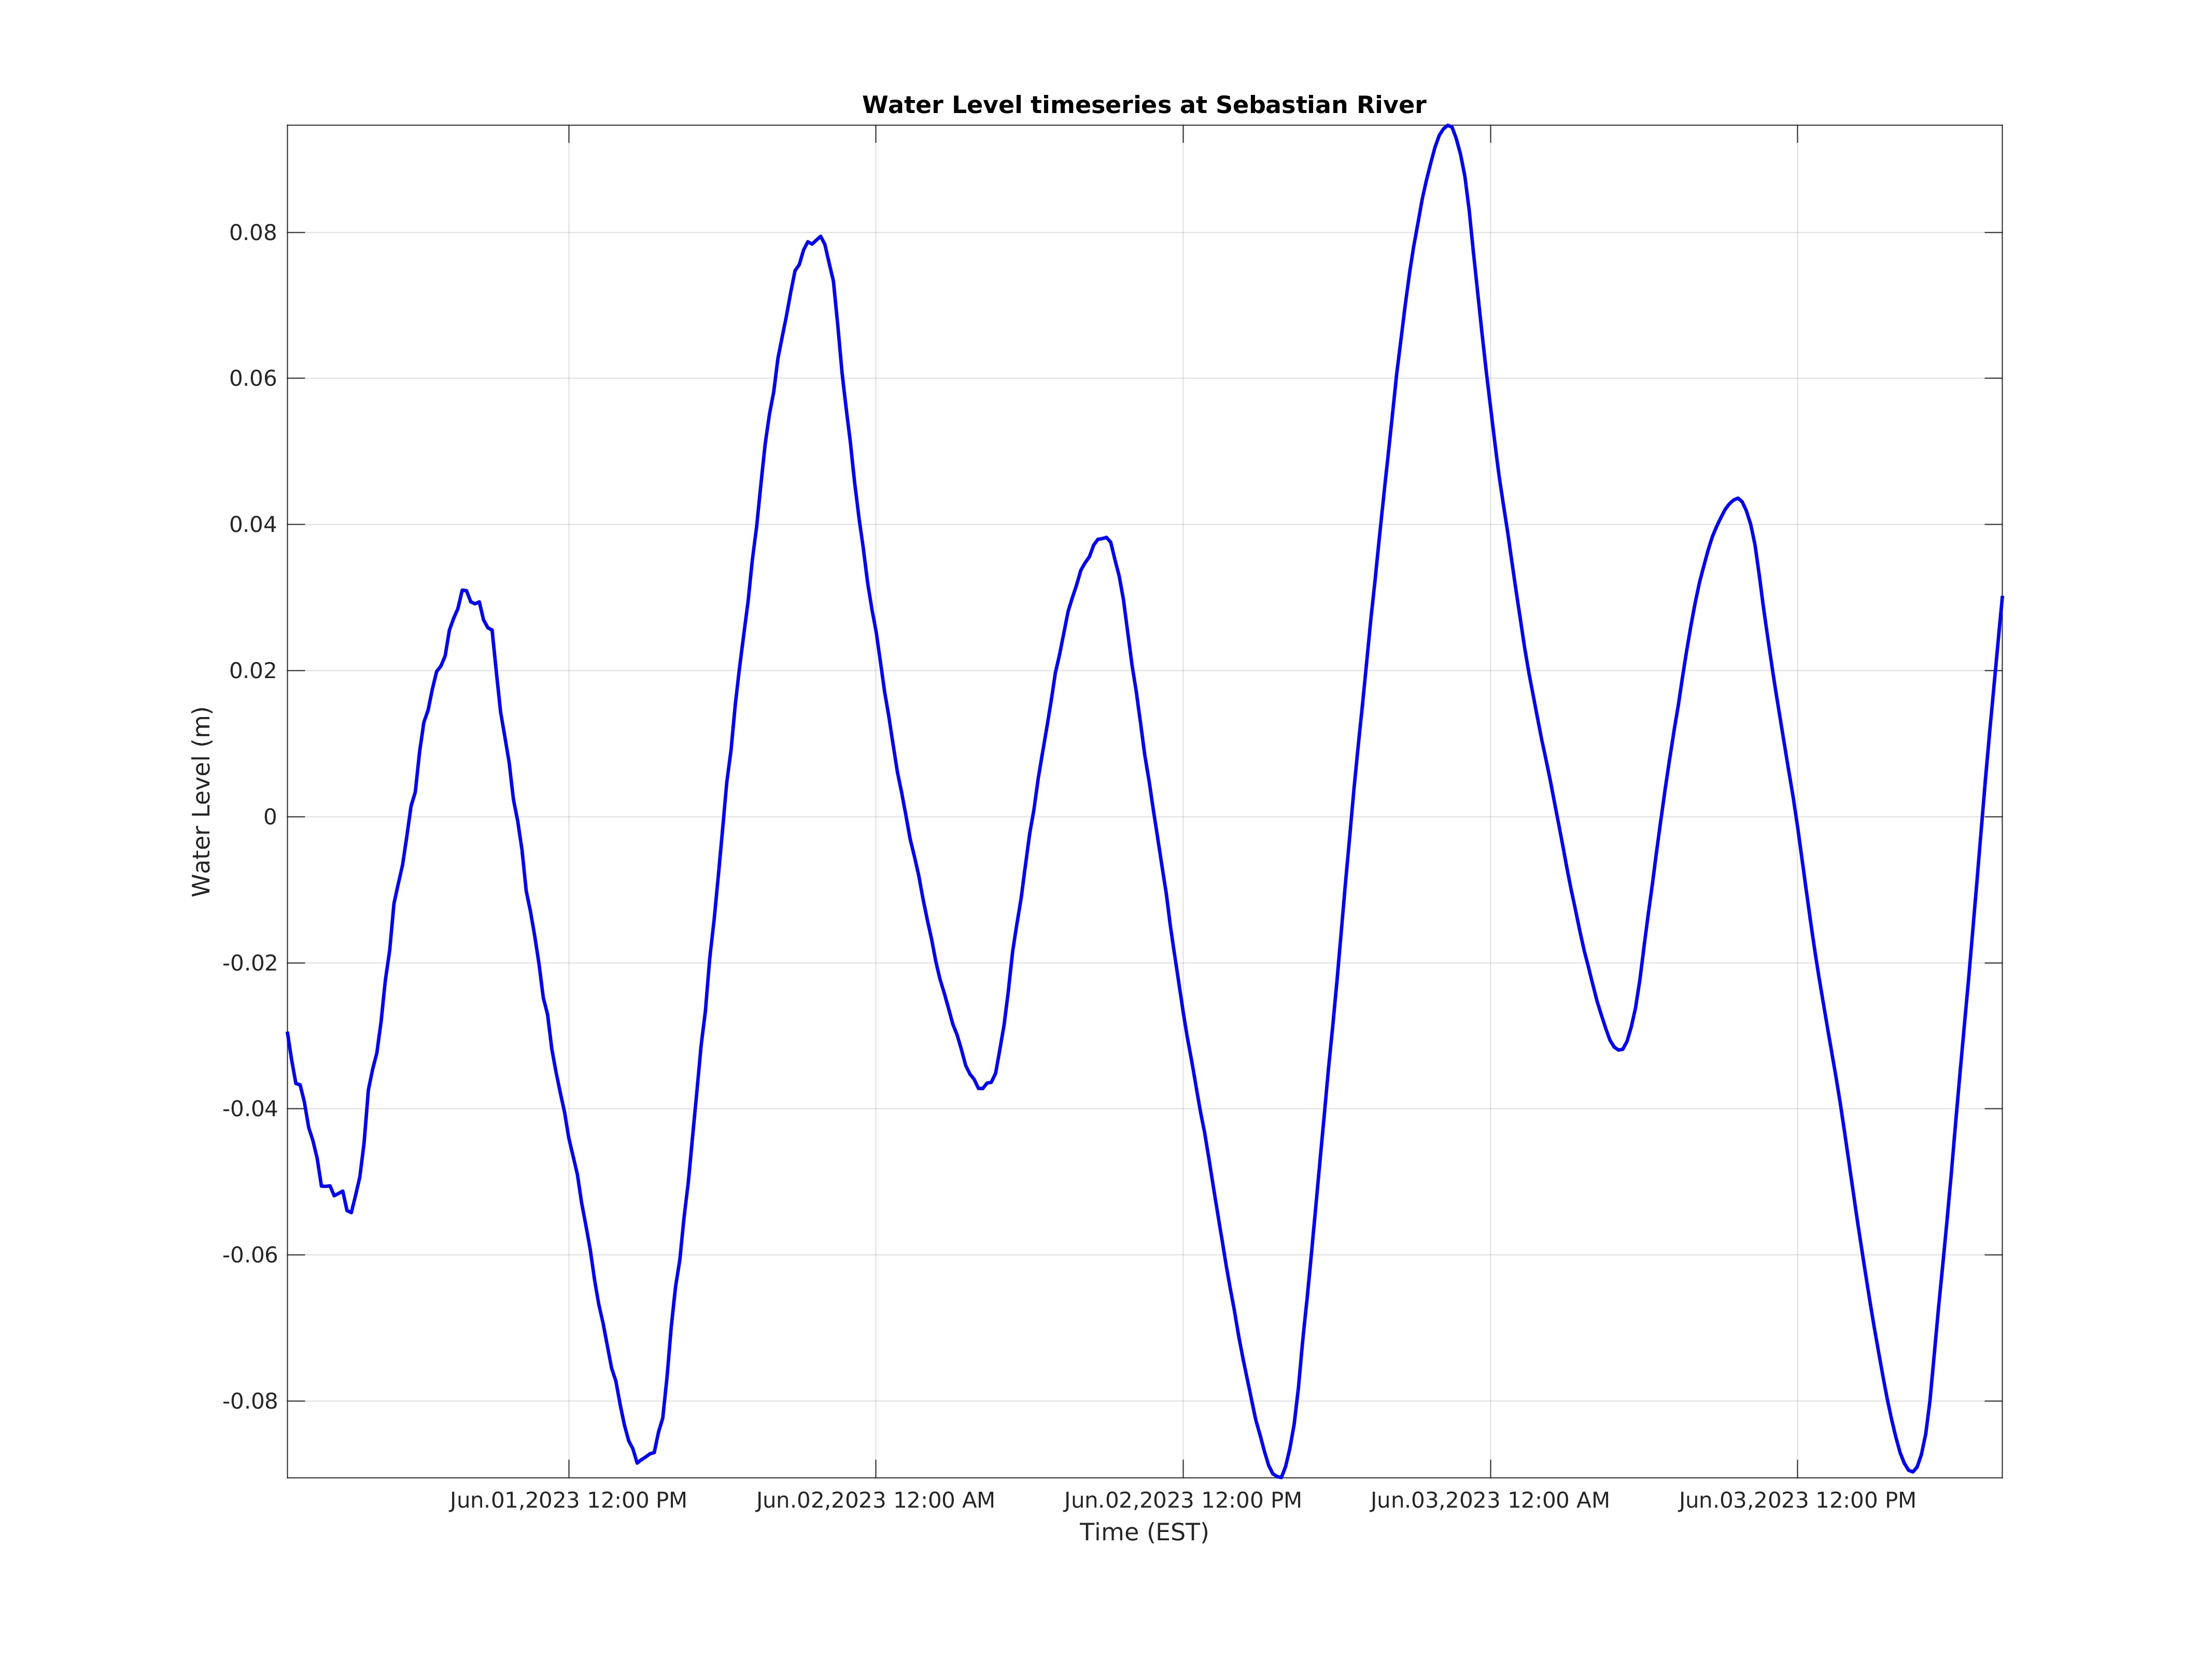 Water Level timeseries at Sebastian River
0.08
0.06
0.04
0.02
0
-0.02
-0.04
-0.06
-0.08
Water Level (m)
Jun.01,2023 12:00 PM
Jun.02,2023 12:00 AM
Jun.02,2023 12:00 PM
Jun.03,2023 12:00 AM
Jun.03,2023 12:00 PM
Time (EST)